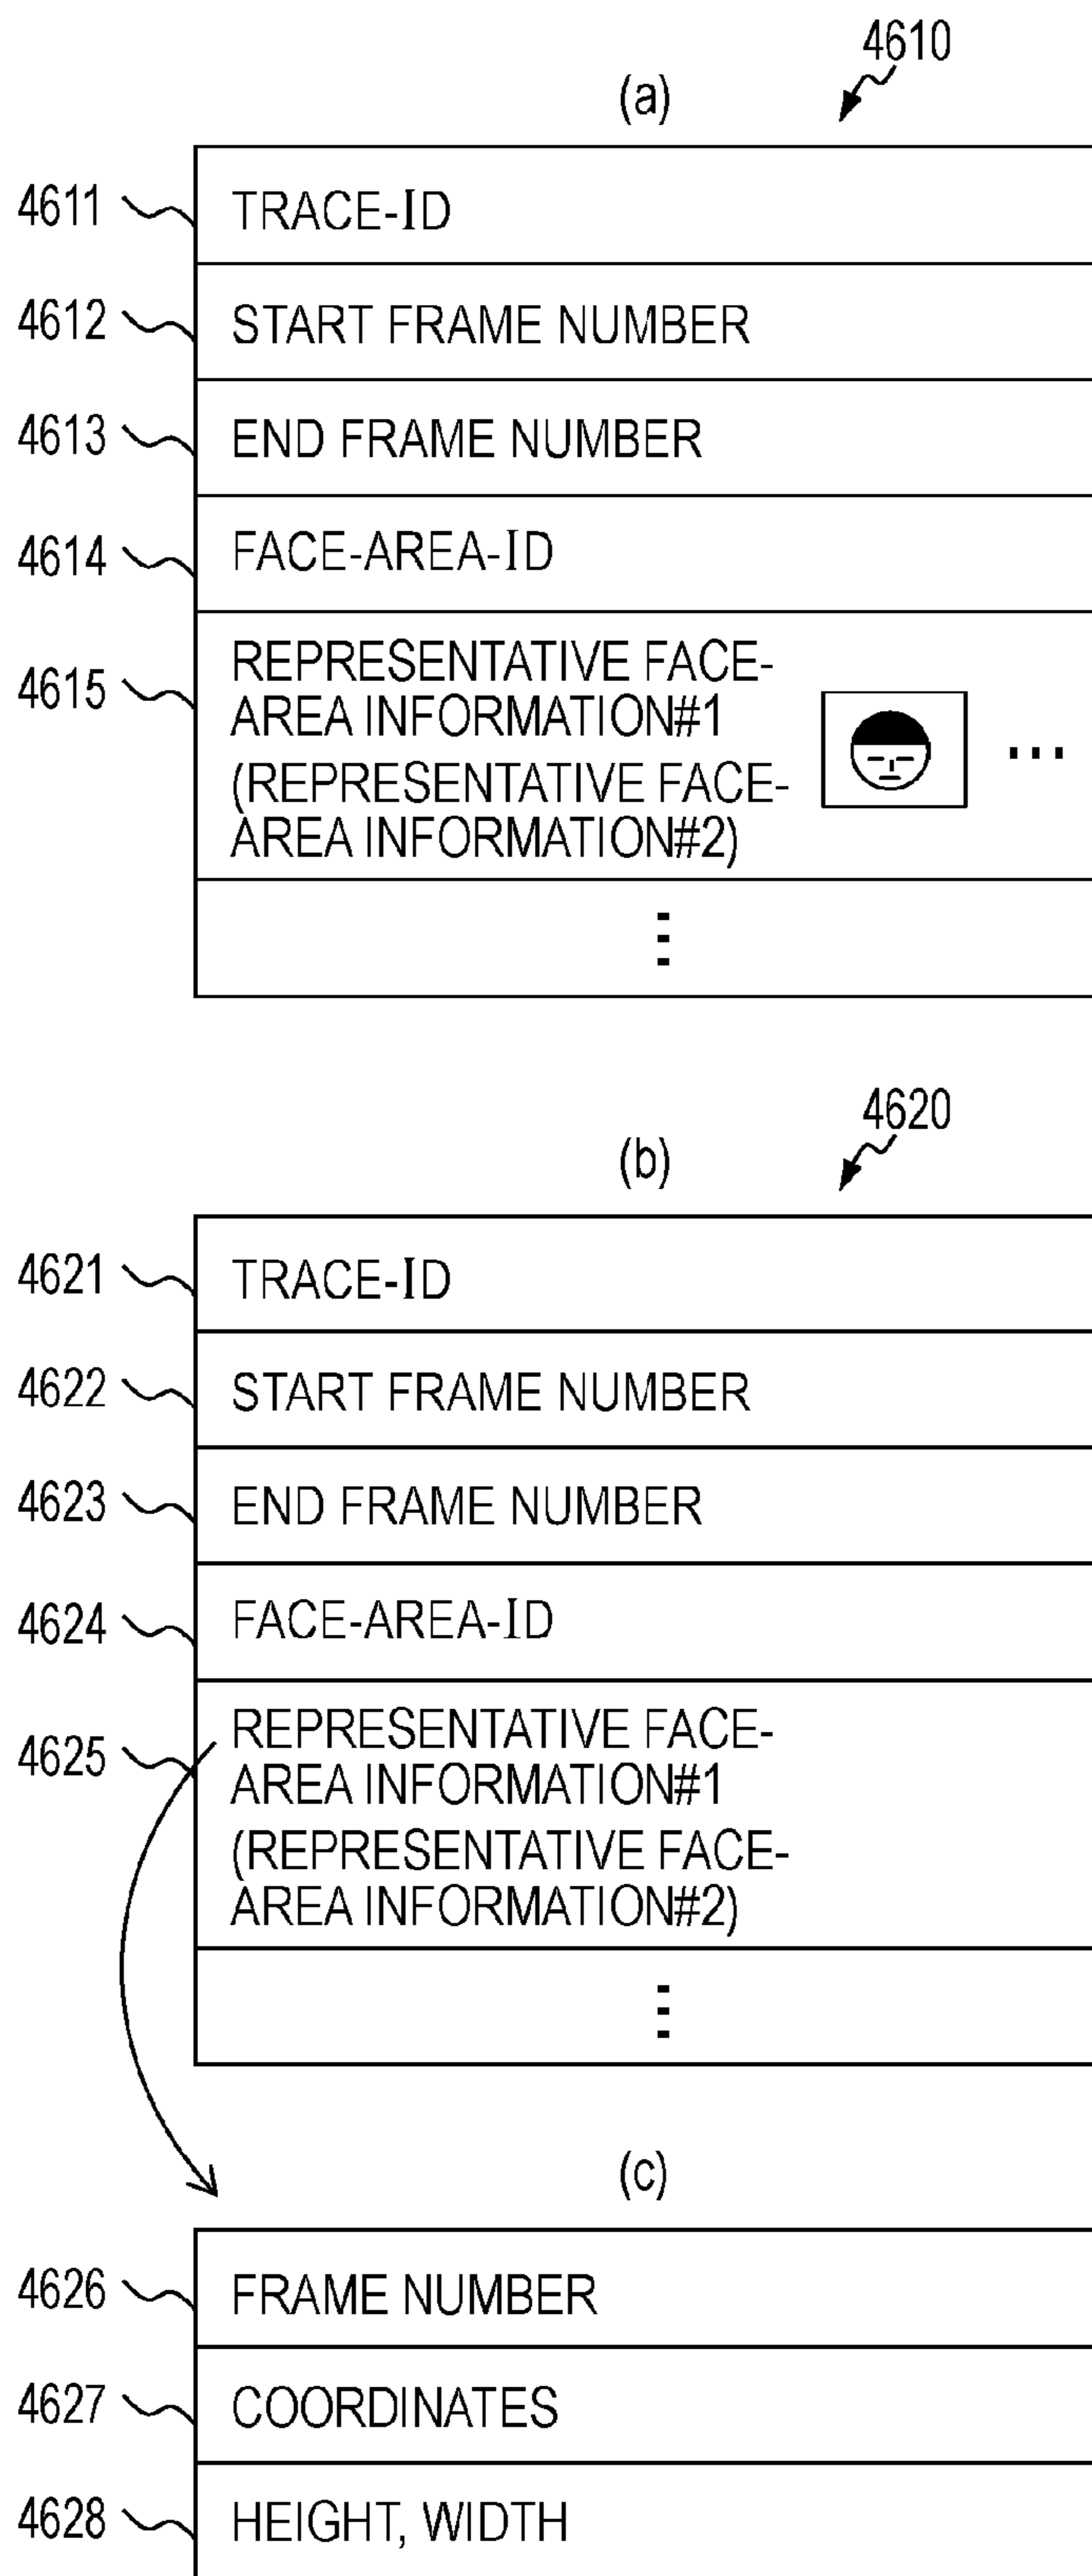 4610
(a)
4611 TRACE-ID
4612 START FRAME NUMBER
4613 END FRAME NUMBER
4614 FACE-AREA-ID
4615 REPRESENTATIVE FACE-
AREA INFORMATION#1
(REPRESENTATIVE FACE-
AREA INFORMATION#2)
...
4620
(b)
4621 TRACE-ID
4622 START FRAME NUMBER
4623 END FRAME NUMBER
4624 FACE-AREA-ID
4625 REPRESENTATIVE FACE-
AREA INFORMATION#1
(REPRESENTATIVE FACE-
AREA INFORMATION#2)
(c)
4626 FRAME NUMBER
4627 COORDINATES
4628 HEIGHT, WIDTH